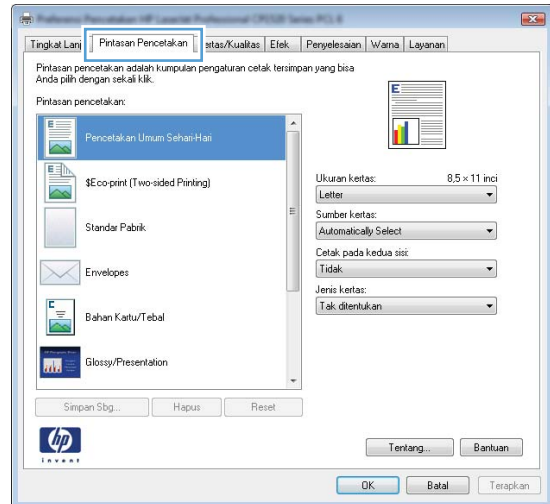 Tingkat Lanj
Pintasan Pencetakan
ertas/Kualitas
Efek
Penyelesaian
Warna
Layanan
Pintasan pencetakan adalah kumpulan pengaturan cetak tersimpan yang bisa
Anda pilih dengan sekali klik.
Pintasan pencetakan:
Pencetakan Umum Sehari-Hari
$Eco-print (Two-sided Printing)
Standar Pabrik
Envelopes
Bahan Kartu/Tebal
Glossy/Presentation
Simpan Sbg...
Hapus
Reset
E
Ukuran kertas:
8,5 × 11 inci
Letter
Sumber kertas:
Automatically Select
Cetak pada kedua sisi:
Tidak
Jenis kertas:
Tak ditentukan
hp
invent
Tentang...
Bantuan
OK
Batal
Terapkan